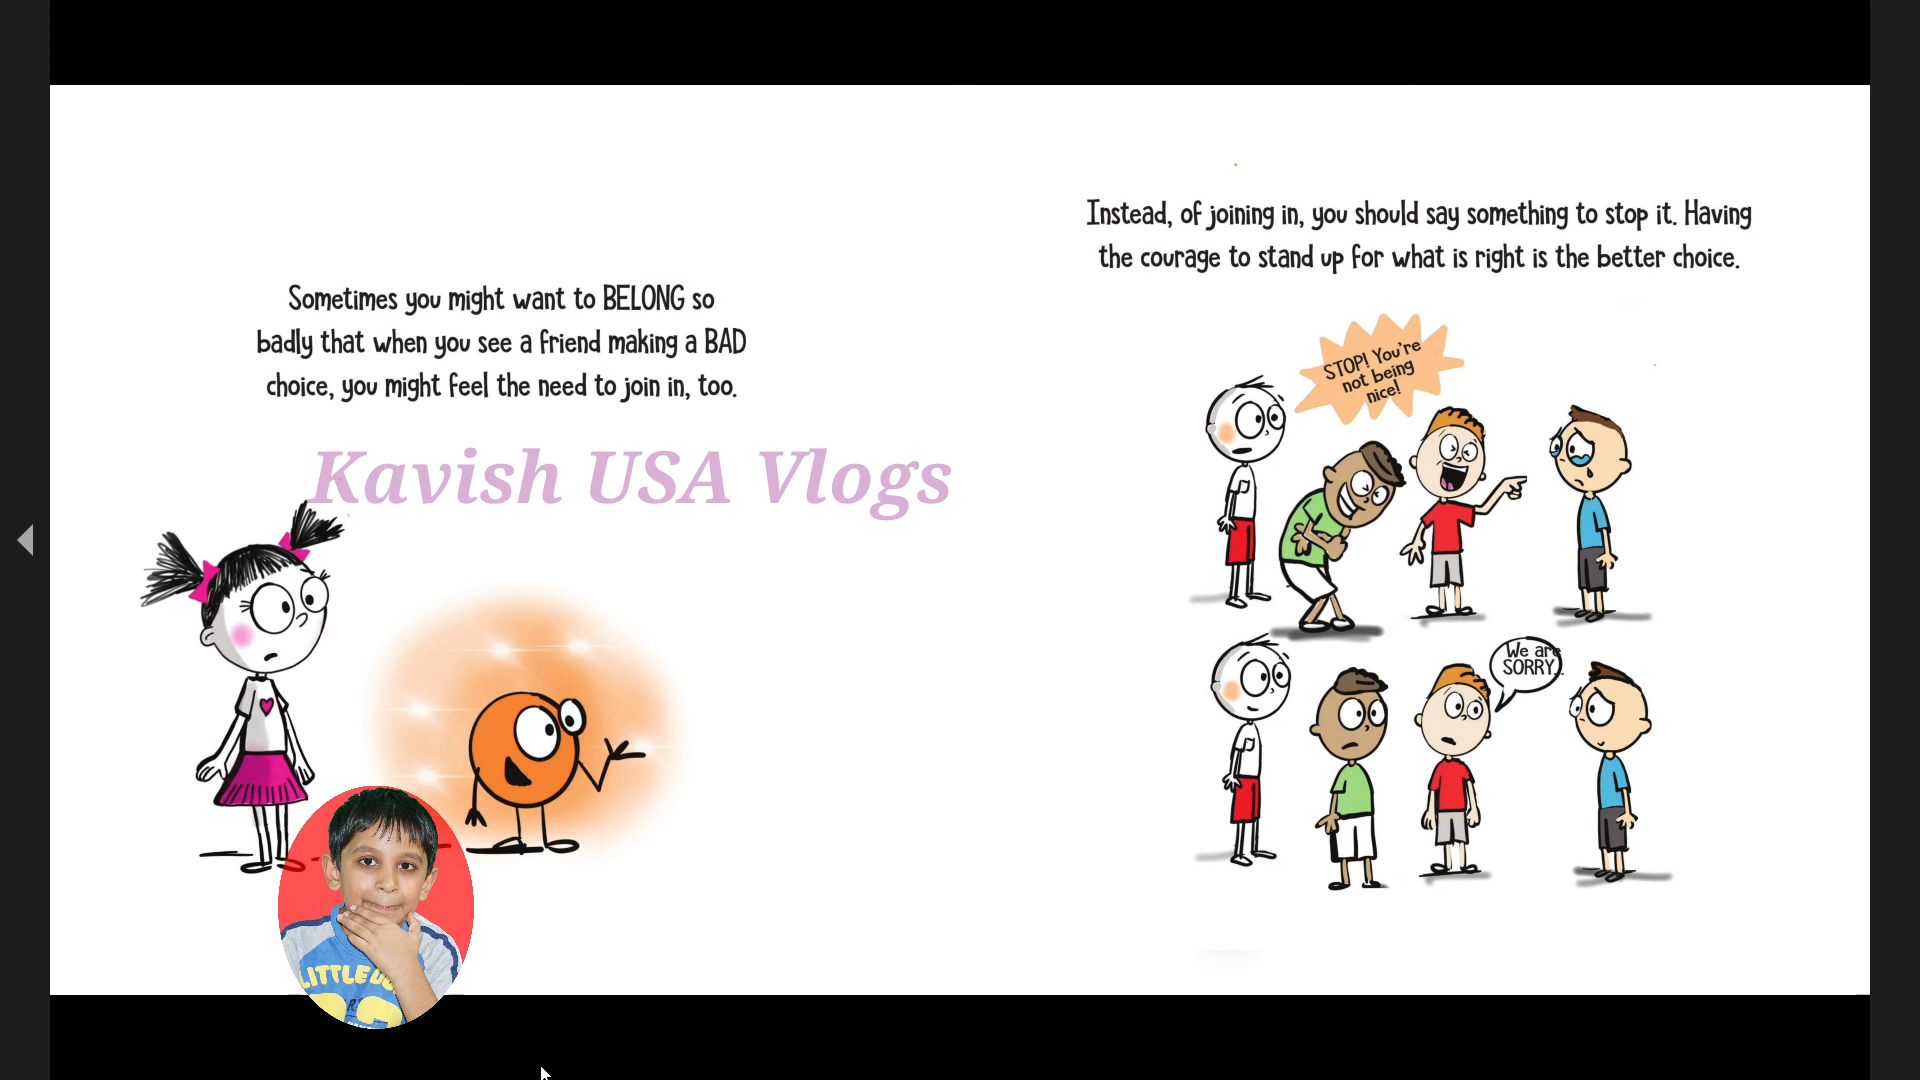 Sometimes you might want to BELONG so
badly that when you see a friend making a BAD
choice, you might feel the need to join in, too.
Kavish USA Vlogs
LITTLE
Instead, of joining in, you should say something to stop it. Having
the courage to stand up for what is right is the better choice.
STOP! You're
not being
nice!
We are
SORRY...